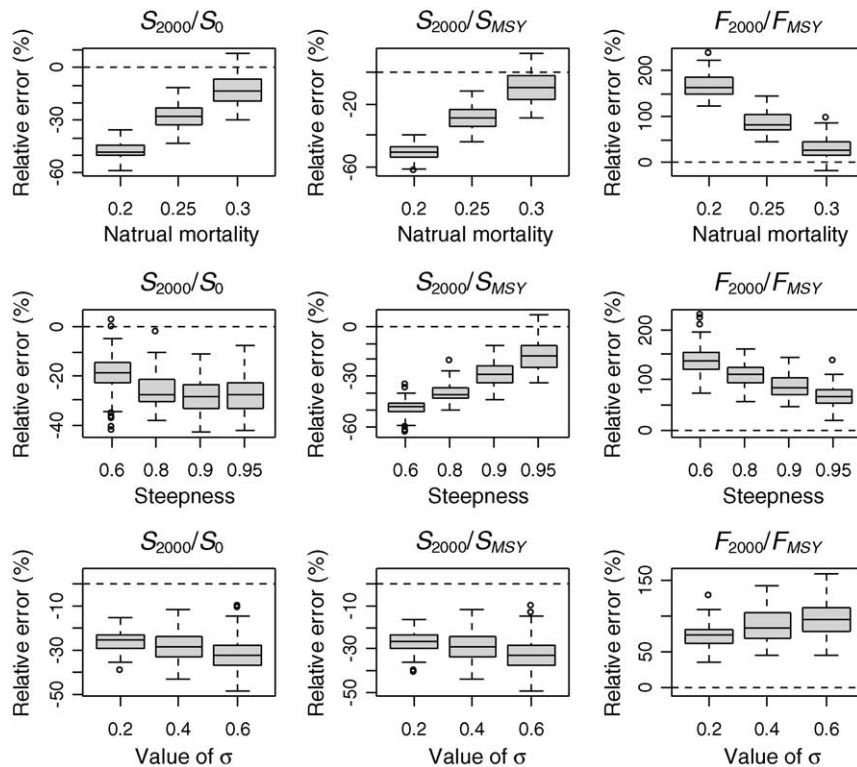 S2000/S0
S2000/SMSY
F2000/FMSY
Relative error (%)
0
-30
-60
Relative error (%)
-20
-60
Relative error (%)
200
100
0
0.2 0.25 0.3
0.2 0.25 0.3
0.2 0.25 0.3
Natrual mortality
Natrual mortality
Natrual mortality
S2000/S0
S2000/SMSY
F2000/FMSY
Relative error (%)
0
-20
-40
Relative error (%)
0
-30
-60
Relative error (%)
200
100
0
0.6 0.8 0.9 0.95
0.6 0.8 0.9 0.95
0.6 0.8 0.9 0.95
Steepness
Steepness
Steepness
S2000/S0
S2000/SMSY
F2000/FMSY
Relative error (%)
-10
-30
-50
Relative error (%)
-10
-30
-50
Relative error (%)
150
50
0
0.2 0.4 0.6
0.2 0.4 0.6
0.2 0.4 0.6
Value of σ
Value of σ
Value of σ